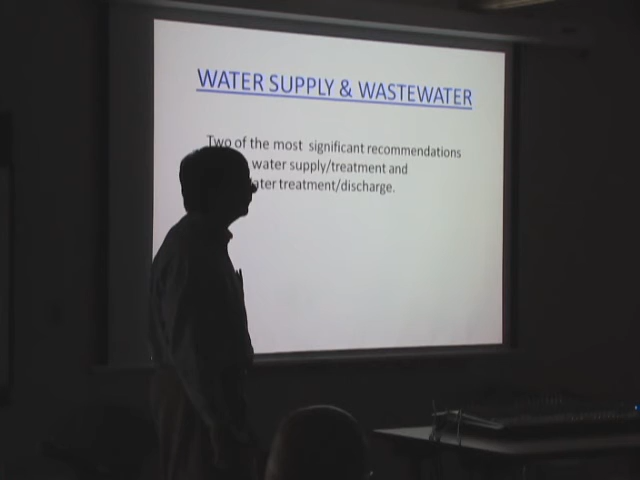 WATER SUPPLY & WASTEWATER
Two of the most significant recommendations
water supply/treatment and
ater treatment/discharge.